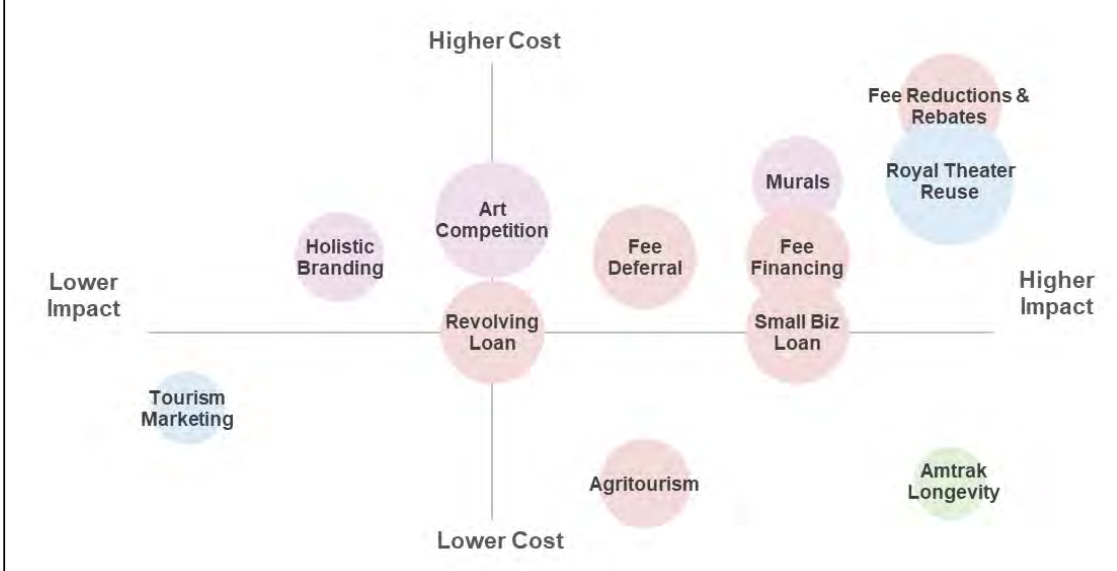 Higher Cost
Fee Reductions &
Rebates
Royal Theater
Reuse
Murals
Art
Competition
Holistic
Branding
Fee
Deferral
Fee
Financing
Lower
Impact
Higher
Impact
Revolving
Loan
Small Biz
Loan
Tourism
Marketing
Agritourism
Amtrak
Longevity
Lower Cost